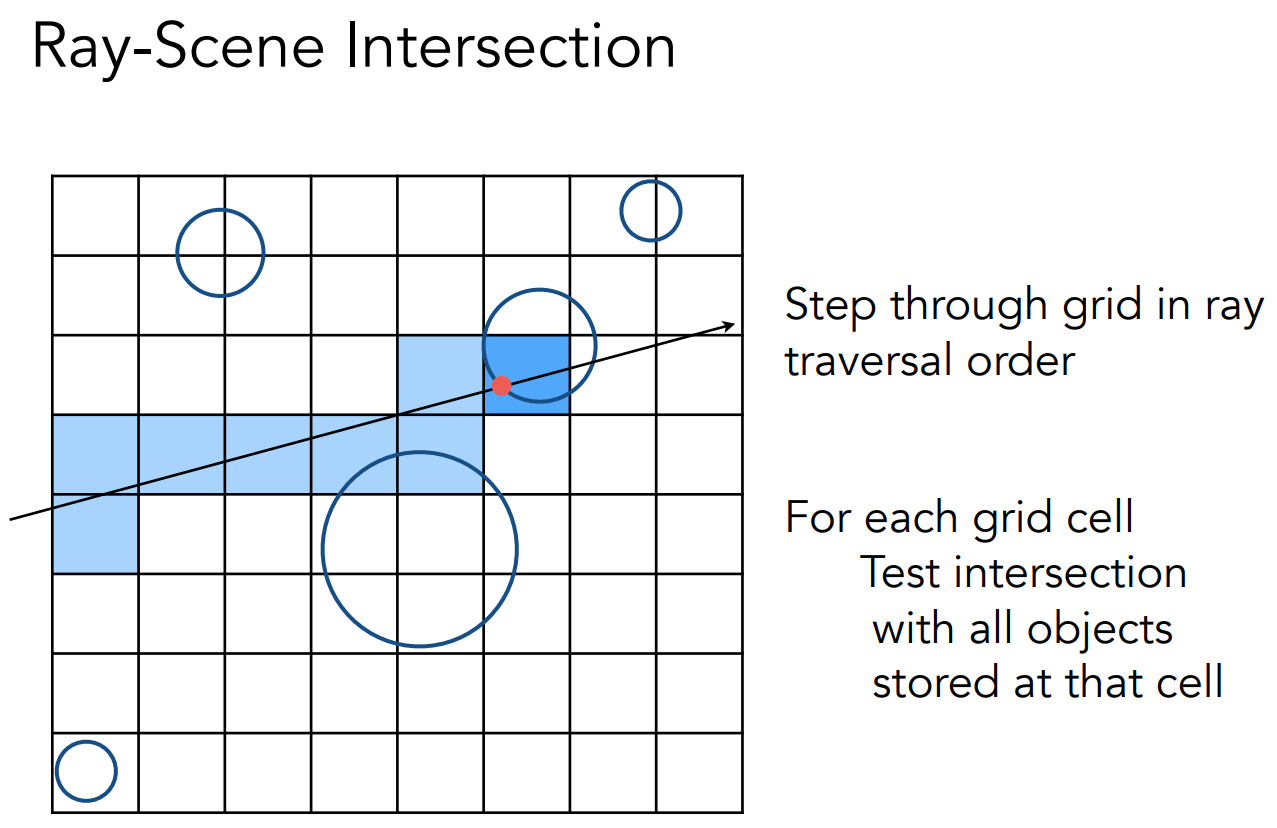 Ray-Scene Intersection
Step through grid in ray
traversal order
For each grid cell
Test intersection
with all objects
stored at that cell